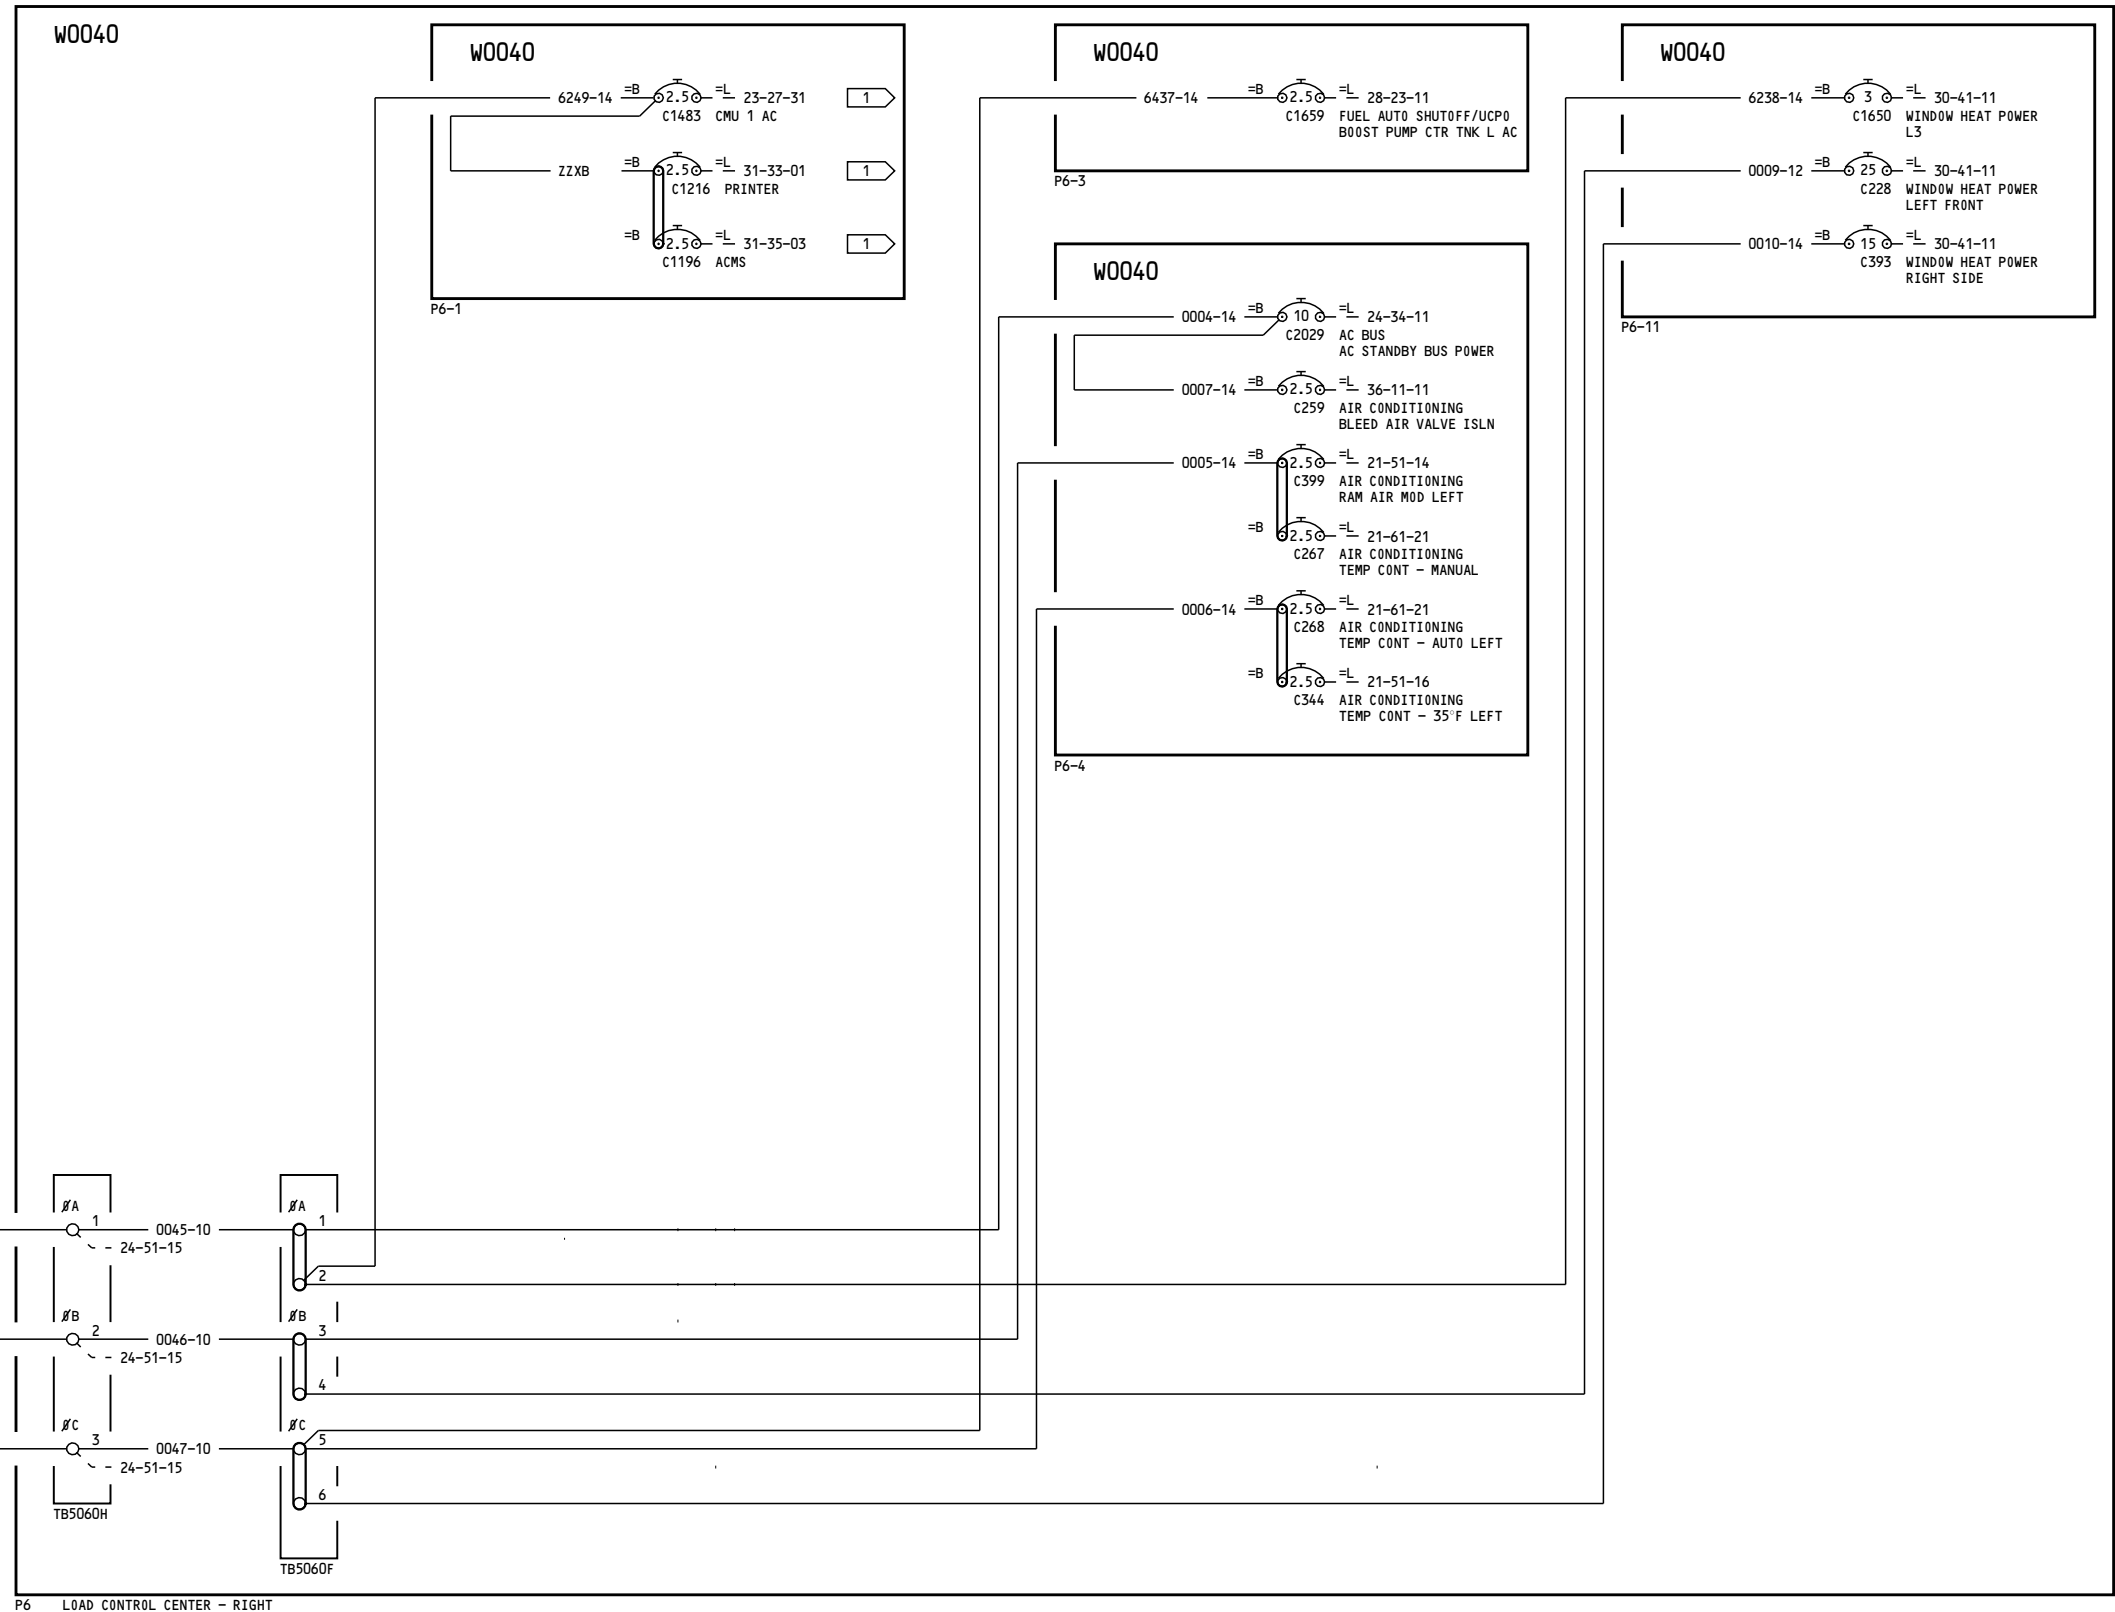 W0040
W0040
6249-14 =B 2.5 =L 23-27-31 1
C1483 CMU 1 AC
ZZXB =B 2.5 =L 31-33-01 1
C1216 PRINTER
=B 2.5 =L 31-35-03 1
C1196 ACMS
P6-1
W0040
6437-14 =B 2.5 =L 28-23-11
C1659 FUEL AUTO SHUTOFF/UCPO
BOOST PUMP CTR TNK L AC
P6-3
W0040
0004-14 =B 10 =L 24-34-11
C2029 AC BUS
AC STANDBY BUS POWER
0007-14 =B 2.5 =L 36-11-11
C259 AIR CONDITIONING
BLEED AIR VALVE ISLN
0005-14 =B 2.5 =L 21-51-14
C399 AIR CONDITIONING
RAM AIR MOD LEFT
=B 2.5 =L 21-61-21
C267 AIR CONDITIONING
TEMP CONT - MANUAL
0006-14 =B 2.5 =L 21-61-21
C268 AIR CONDITIONING
TEMP CONT - AUTO LEFT
=B 2.5 =L 21-51-16
C344 AIR CONDITIONING
TEMP CONT - 35°F LEFT
P6-4
W0040
6238-14 =B 3 =L 30-41-11
C1650 WINDOW HEAT POWER
L3
0009-12 =B 25 =L 30-41-11
C228 WINDOW HEAT POWER
LEFT FRONT
0010-14 =B 15 =L 30-41-11
C393 WINDOW HEAT POWER
RIGHT SIDE
P6-11
ØA ØA
1 0045-10 1
24-51-15
2
ØB ØB
2 0046-10 3
24-51-15
4
ØC ØC
3 0047-10 5
24-51-15
6
TB5060H
TB5060F
P6 LOAD CONTROL CENTER - RIGHT